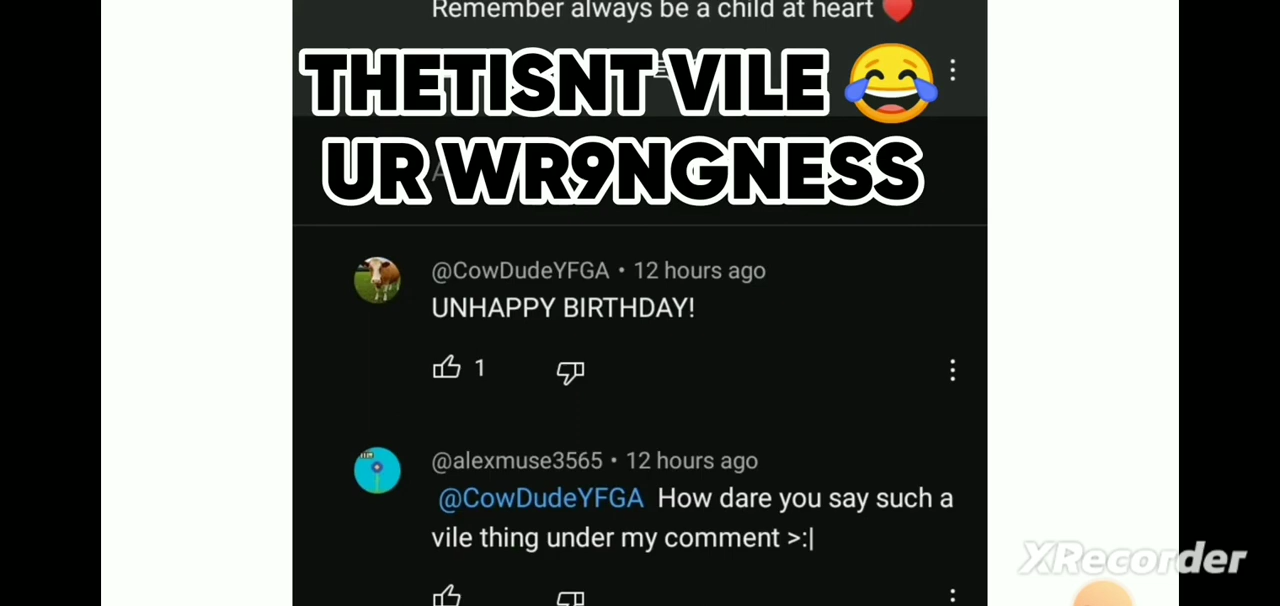 Remember always be a child at heart ❤️
THETISNT VILE 😂
UR WR9NGNESS
@CowDudeYFGA • 12 hours ago
UNHAPPY BIRTHDAY!
1
@alexmuse3565 • 12 hours ago
@CowDudeYFGA How dare you say such a
vile thing under my comment >:|
XRecorder